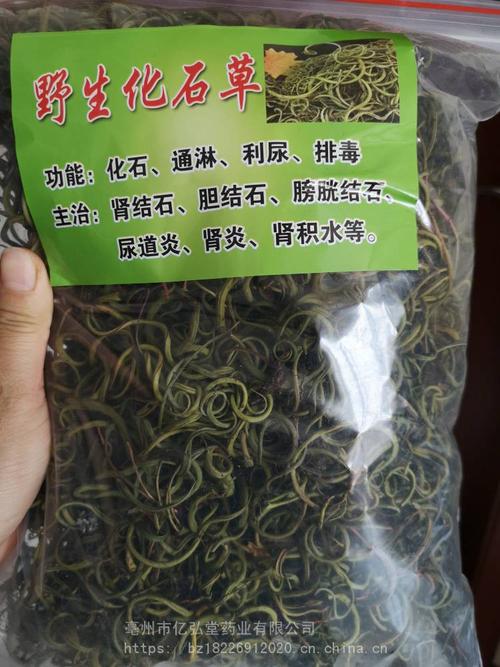 野生化石草
功能：化石、通淋、利尿、排毒
主治：肾结石、胆结石、膀胱结石、
尿道炎、肾炎、肾积水等。
亳州市亿弘堂药业有限公司
https://bz18226912020.cn.china.cn